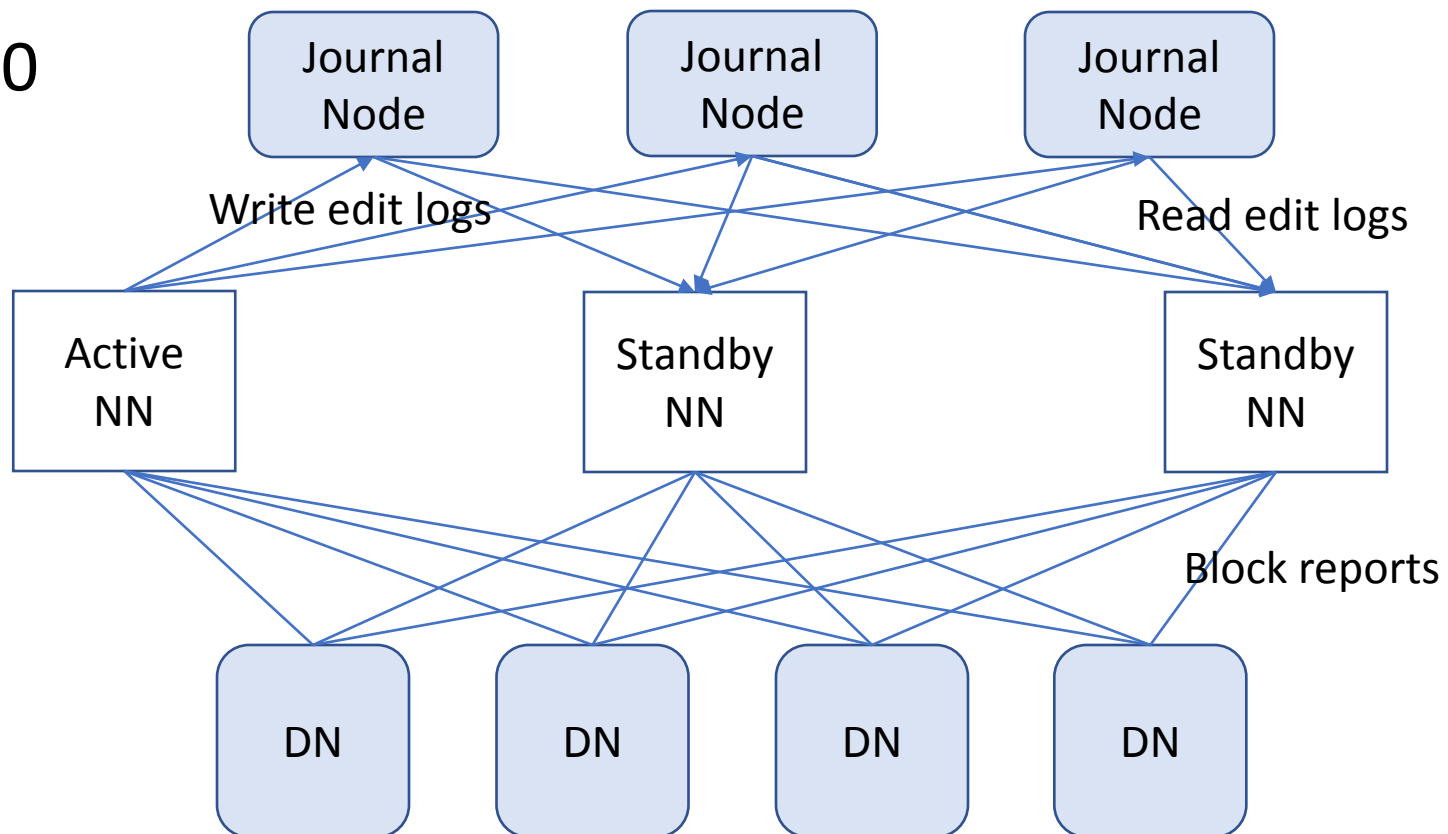 0
Journal
Node
Journal
Node
Journal
Node
Write edit logs
Read edit logs
Active
NN
Standby
NN
Standby
NN
Block reports
DN
DN
DN
DN